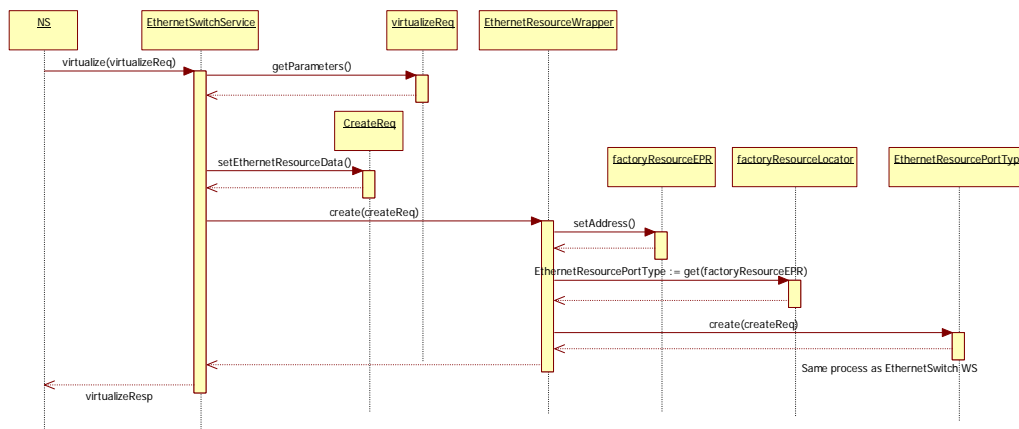 NS
EthernetSwitchService
virtualizeReq
EthernetResourceWrapper
virtualize(virtualizeReq)
getParameters()
CreateReq
setEthernetResourceData()
factoryResourceEPR
factoryResourceLocator
EthernetResourcePortType
create(createReq)
setAddress()
EthernetResourcePortType := get(factoryResourceEPR)
create(createReq)
Same process as EthernetSwitch WS
virtualizeResp